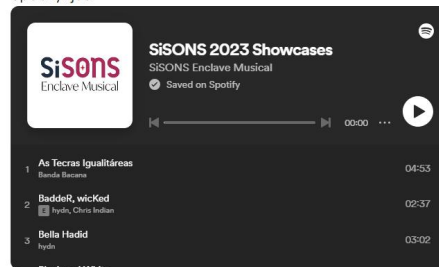 SiSONS
Enclave Musical
SiSONS 2023 Showcases
SiSONS Enclave Musical
Saved on Spotify
00:00
1 As Tecras Igualitáreas 04:53
Banda Bacana
2 BaddeR, wicKed 02:37
E hydn, Chris Indian
3 Bella Hadid 03:02
hydn